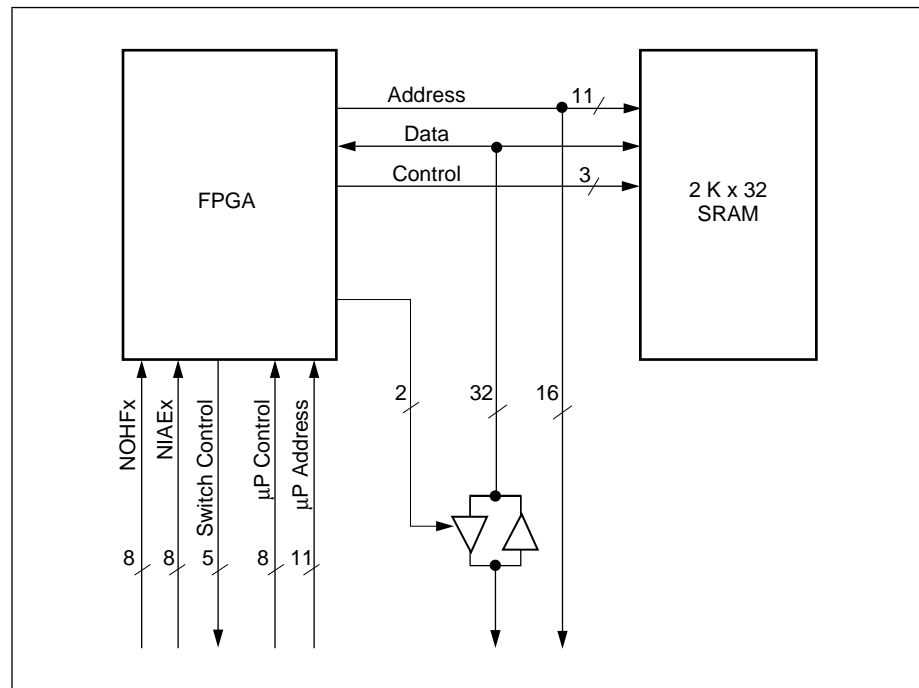 Address
11
Data
Control
3
FPGA
2 K x 32
SRAM
2
32
16
NOHFx
NIAEx
Switch Control
μP Control
μP Address
8
8
5
8
11